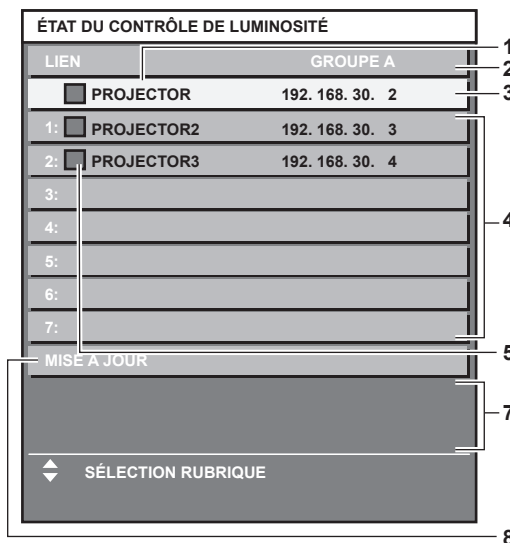 ÉTAT DU CONTRÔLE DE LUMINOSITÉ
1
LIEN GROUPE A
2
PROJECTOR 192. 168. 30. 2
3
1: PROJECTOR2 192. 168. 30. 3
2: PROJECTOR3 192. 168. 30. 4
3:
4:
4
5:
6:
7:
MISE À JOUR
5
7
SÉLECTION RUBRIQUE
8